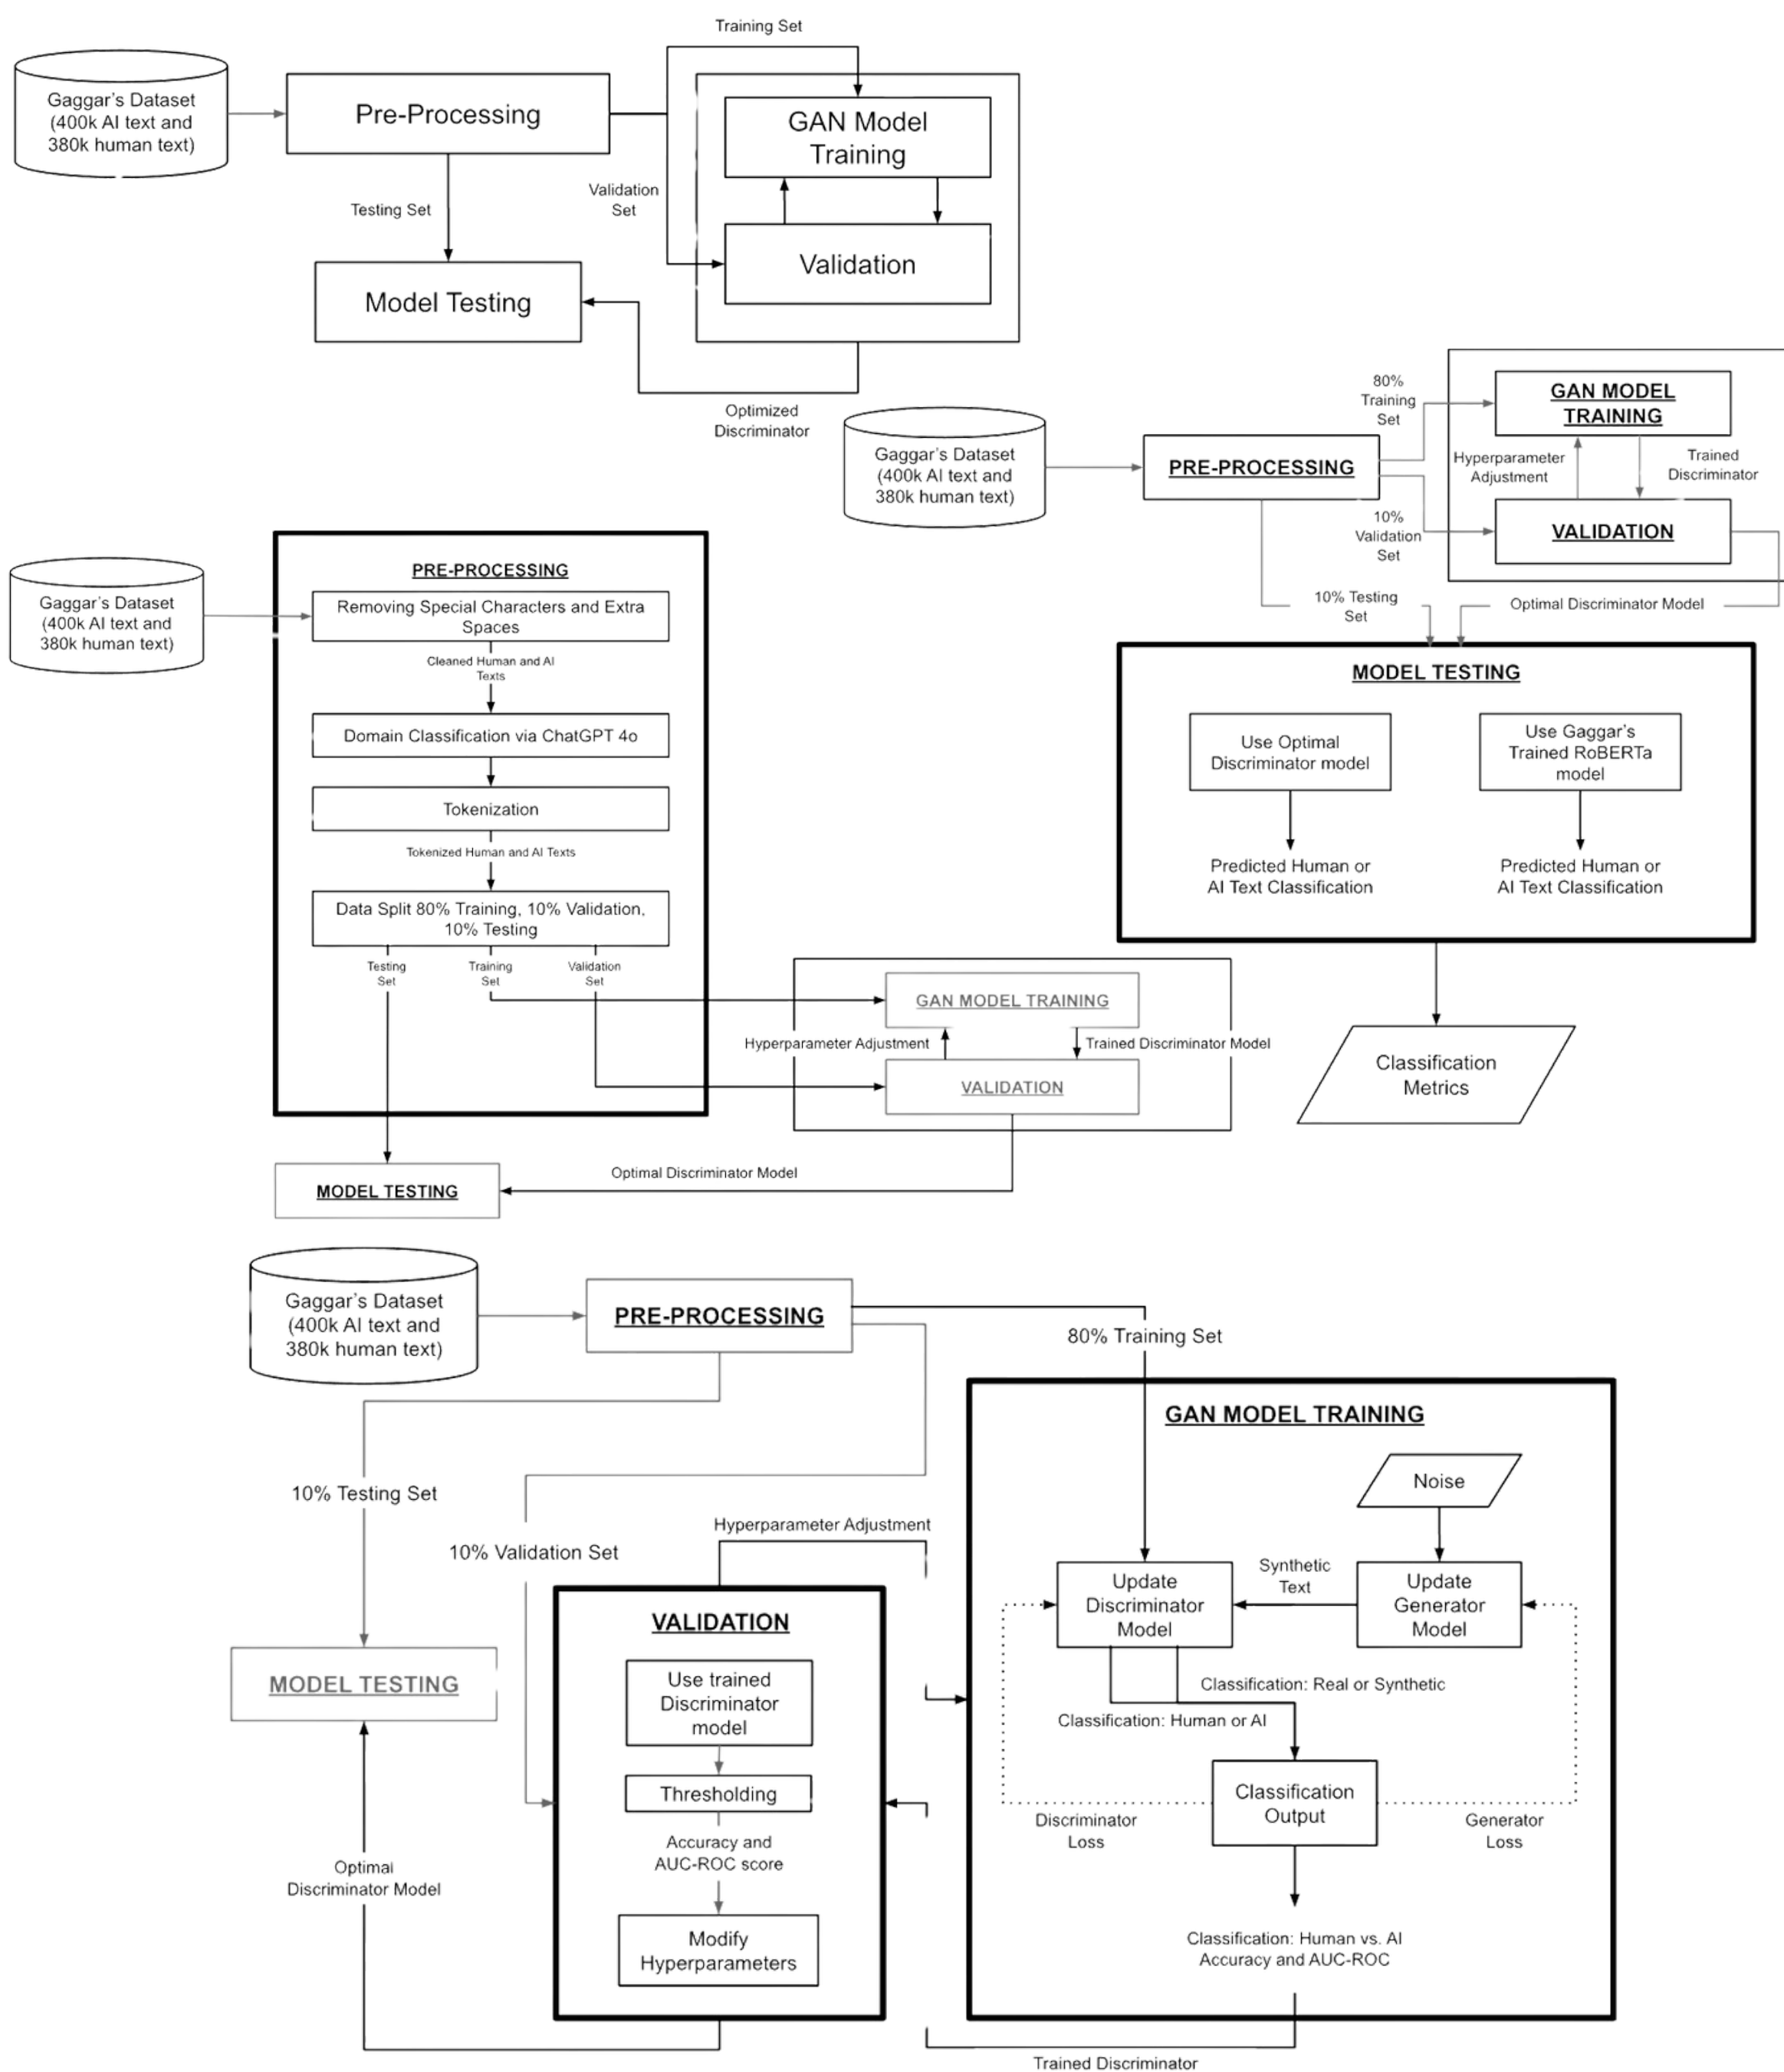 Training Set
Gaggar's Dataset
(400k AI text and
380k human text)
Pre-Processing
GAN Model
Training
Testing Set
Validation
Set
Validation
Model Testing
Optimized
Discriminator
Gaggar's Dataset
(400k AI text and
380k human text)
PRE-PROCESSING
80%
Training
Set
GAN MODEL
TRAINING
Hyperparameter
Adjustment
Trained
Discriminator
10%
Validation
Set
VALIDATION
10% Testing
Set
Optimal Discriminator Model
MODEL TESTING
Use Optimal
Discriminator model
Use Gaggar's
Trained RoBERTa
model
Predicted Human or
AI Text Classification
Predicted Human or
AI Text Classification
Classification
Metrics
Gaggar's Dataset
(400k AI text and
380k human text)
PRE-PROCESSING
Removing Special Characters and Extra
Spaces
Cleaned Human and AI
Texts
Domain Classification via ChatGPT 4o
Tokenization
Tokenized Human and AI Texts
Data Split 80% Training, 10% Validation,
10% Testing
Testing
Set
Training
Set
Validation
Set
GAN MODEL TRAINING
Hyperparameter Adjustment
Trained Discriminator Model
VALIDATION
Optimal Discriminator Model
MODEL TESTING
Gaggar's Dataset
(400k AI text and
380k human text)
PRE-PROCESSING
80% Training Set
10% Testing Set
10% Validation Set
Hyperparameter Adjustment
MODEL TESTING
Optimal
Discriminator Model
VALIDATION
Use trained
Discriminator
model
Thresholding
Accuracy and
AUC-ROC score
Modify
Hyperparameters
GAN MODEL TRAINING
Noise
Update
Discriminator
Model
Synthetic
Text
Update
Generator
Model
Classification: Real or Synthetic
Classification: Human or AI
Classification
Output
Discriminator
Loss
Generator
Loss
Classification: Human vs. AI
Accuracy and AUC-ROC
Trained Discriminator